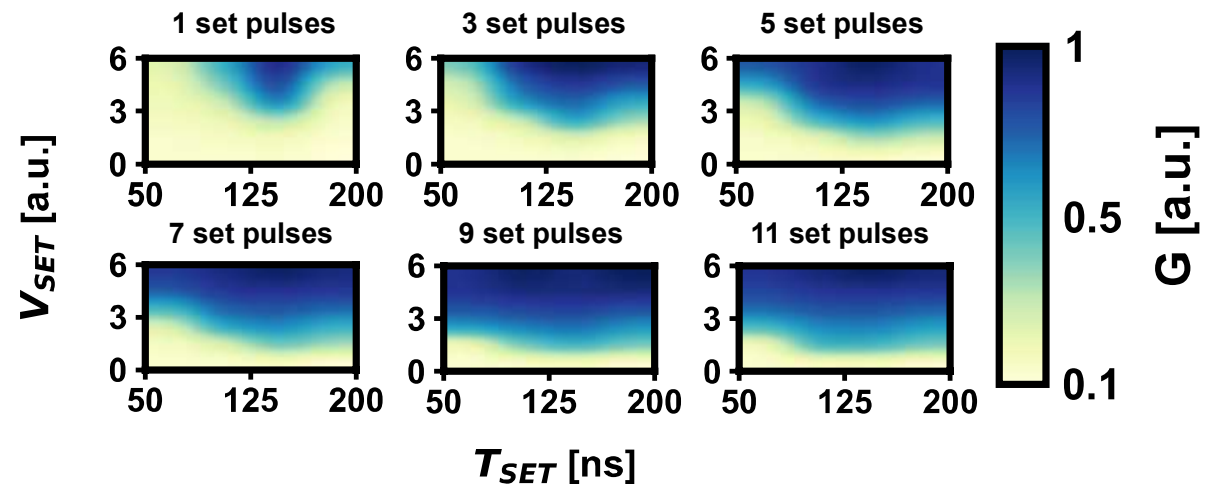 1 set pulses 3 set pulses 5 set pulses
6 6 6 1
3 3 3
0 0 0
50 125 200 50 125 200 50 125 200
0.5
7 set pulses 9 set pulses 11 set pulses
6 6 6
3 3 3
0 0 0
0.1
50 125 200 50 125 200 50 125 200
V_SET [a.u.]
T_SET [ns]
G [a.u.]